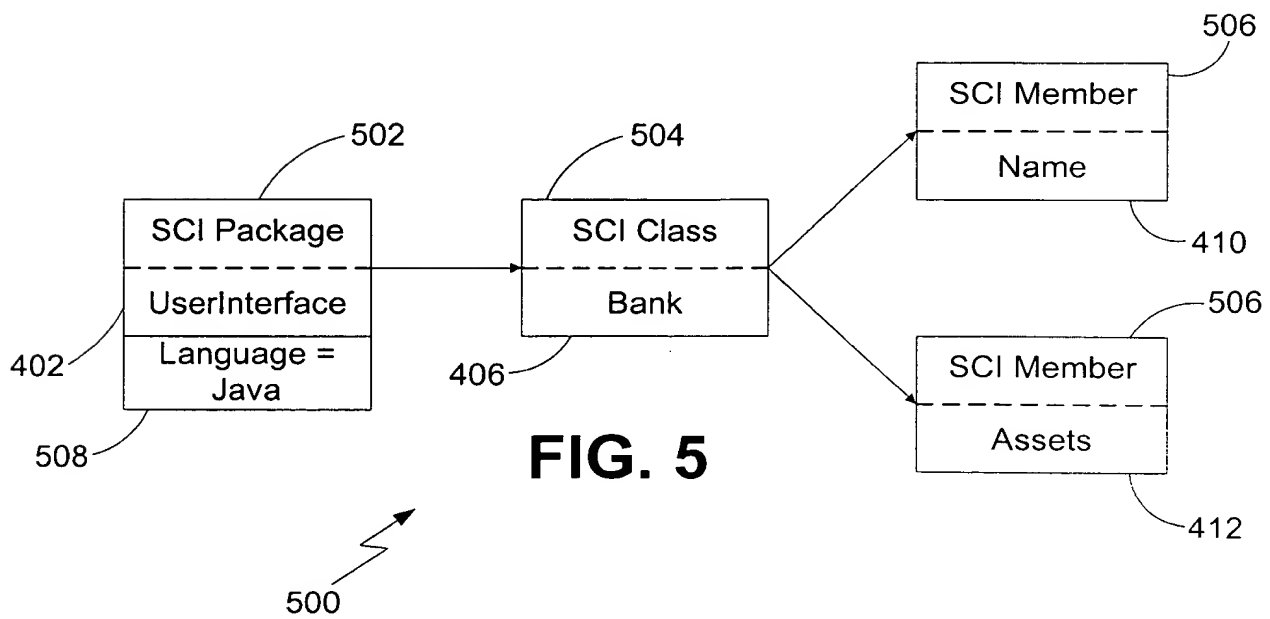 506
SCI Member
Name
410
502
SCI Package
UserInterface
Language =
Java
402
508
504
SCI Class
Bank
406
506
SCI Member
Assets
412
FIG. 5
500